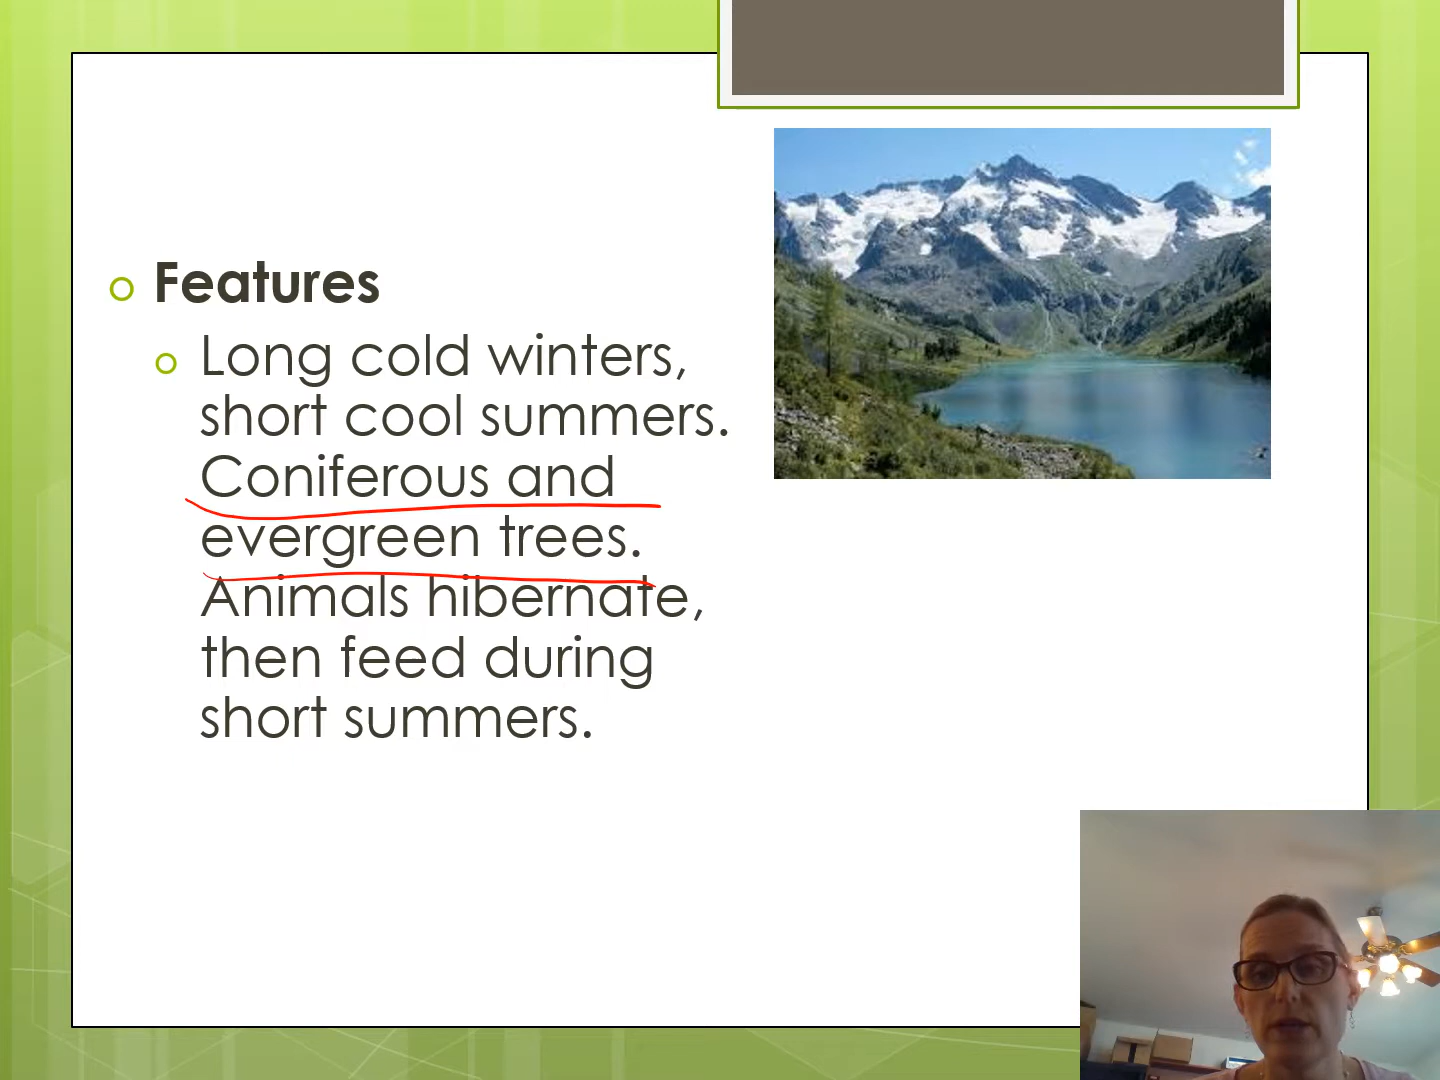 Features
Long cold winters,
short cool summers.
Coniferous and
evergreen trees.
Animals hibernate,
then feed during
short summers.